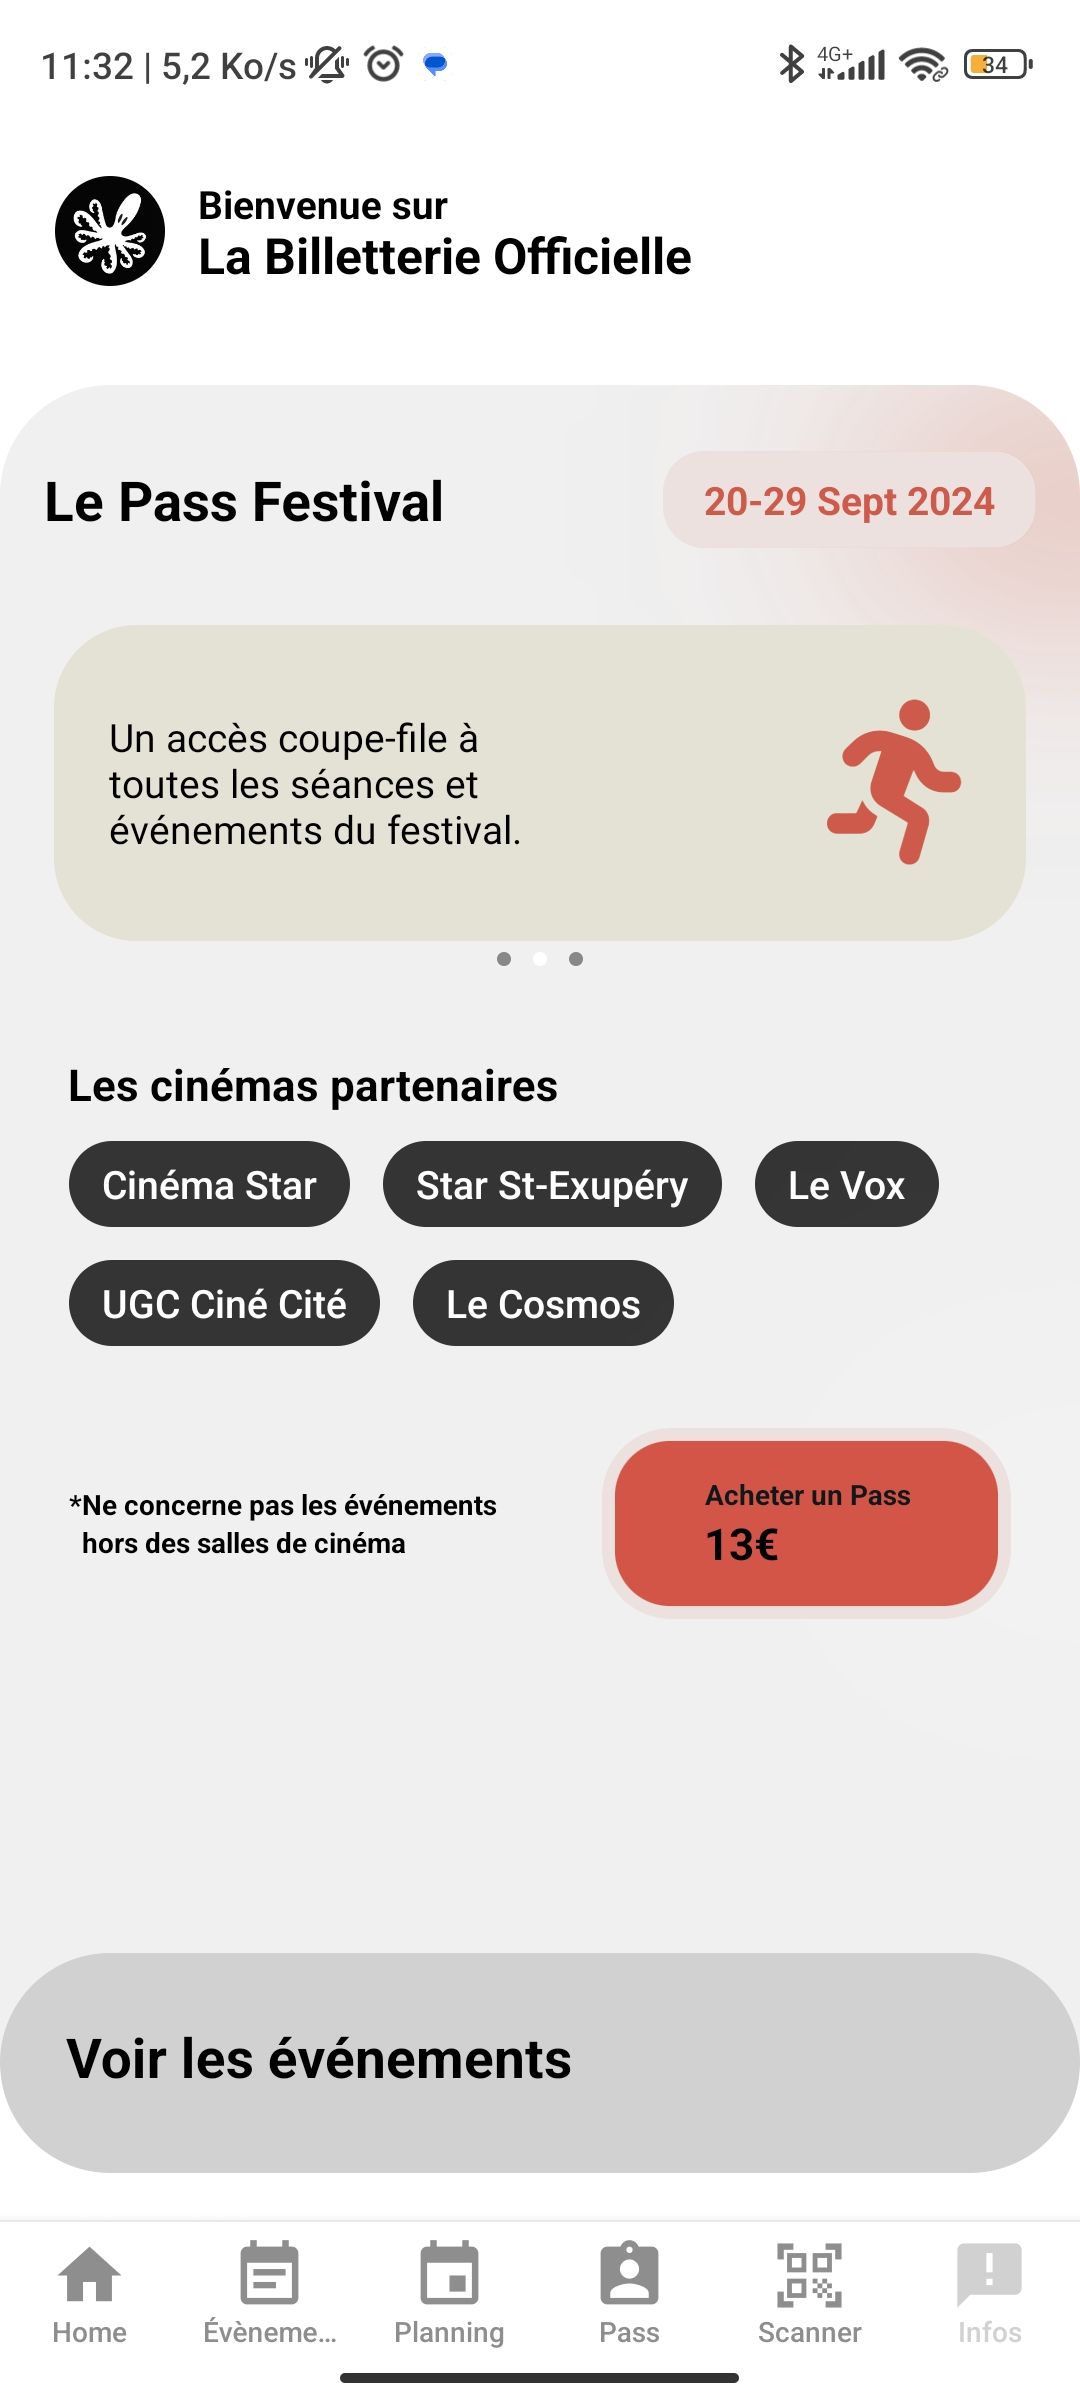 11:32 | 5,2 Ko/s
4G+
34
Bienvenue sur
La Billetterie Officielle
Le Pass Festival
20-29 Sept 2024
Un accès coupe-file à
toutes les séances et
événements du festival.
Les cinémas partenaires
Cinéma Star
Star St-Exupéry
Le Vox
UGC Ciné Cité
Le Cosmos
*Ne concerne pas les événements
hors des salles de cinéma
Acheter un Pass
13€
Voir les événements
Home
Évèneme...
Planning
Pass
Scanner
Infos